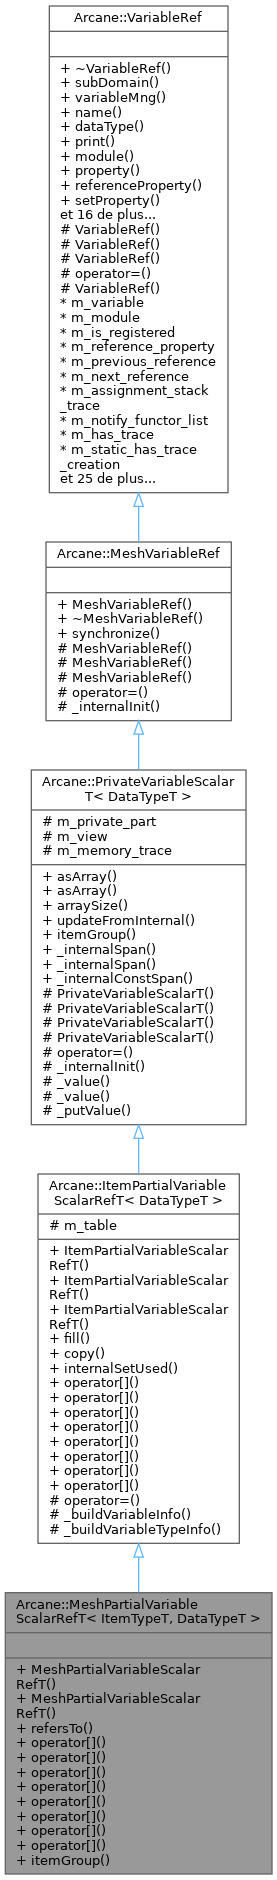 Arcane::VariableRef
+ ~VariableRef()
+ subDomain()
+ variableMng()
+ name()
+ dataType()
+ print()
+ module()
+ property()
+ referenceProperty()
+ setProperty()
et 16 de plus...
# VariableRef()
# VariableRef()
# VariableRef()
# operator=()
# VariableRef()
* m_variable
* m_module
* m_is_registered
* m_reference_property
* m_previous_reference
* m_next_reference
* m_assignment_stack
_trace
* m_notify_functor_list
* m_has_trace
* m_static_has_trace
_creation
et 25 de plus...
Arcane::MeshVariableRef
+ MeshVariableRef()
+ ~MeshVariableRef()
+ synchronize()
# MeshVariableRef()
# MeshVariableRef()
# MeshVariableRef()
# operator=()
# _internalInit()
Arcane::PrivateVariableScalar
T< DataTypeT >
# m_private_part
# m_view
# m_memory_trace
+ asArray()
+ asArray()
+ arraySize()
+ updateFromInternal()
+ itemGroup()
+ _internalSpan()
+ _internalSpan()
+ _internalConstSpan()
# PrivateVariableScalarT()
# PrivateVariableScalarT()
# PrivateVariableScalarT()
# PrivateVariableScalarT()
# operator=()
# _internalInit()
# _value()
# _value()
# _putValue()
Arcane::ItemPartialVariable
ScalarRefT< DataTypeT >
# m_table
+ ItemPartialVariableScalar
RefT()
+ ItemPartialVariableScalar
RefT()
+ ItemPartialVariableScalar
RefT()
+ fill()
+ copy()
+ internalSetUsed()
+ operator[]()
+ operator[]()
+ operator[]()
+ operator[]()
+ operator[]()
+ operator[]()
+ operator[]()
+ operator[]()
# operator=()
# _buildVariableInfo()
# _buildVariableTypeInfo()
Arcane::MeshPartialVariable
ScalarRefT< ItemTypeT, DataTypeT >
+ MeshPartialVariableScalar
RefT()
+ MeshPartialVariableScalar
RefT()
+ refersTo()
+ operator[]()
+ operator[]()
+ operator[]()
+ operator[]()
+ operator[]()
+ operator[]()
+ operator[]()
+ operator[]()
+ itemGroup()